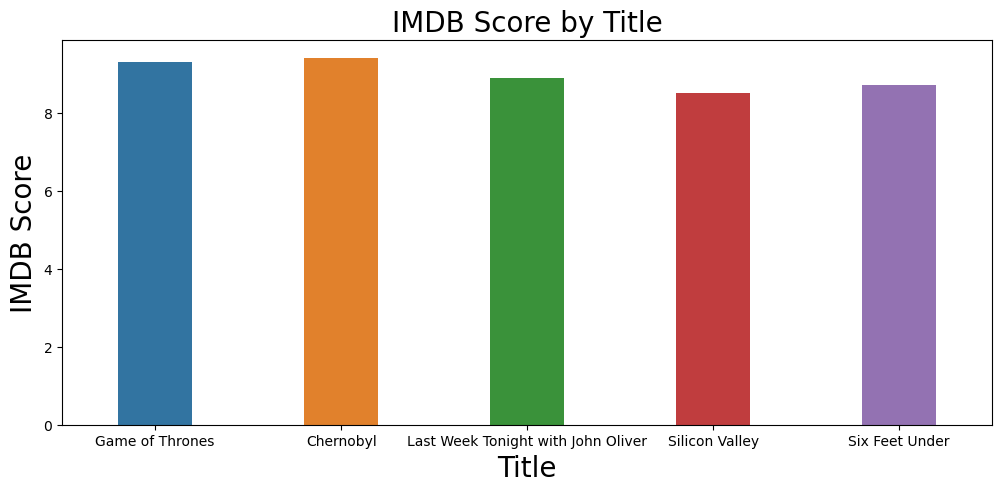 IMDB Score by Title
IMDB Score
8
6
4
2
0
Game of Thrones
Chernobyl
Last Week Tonight with John Oliver
Silicon Valley
Six Feet Under
Title